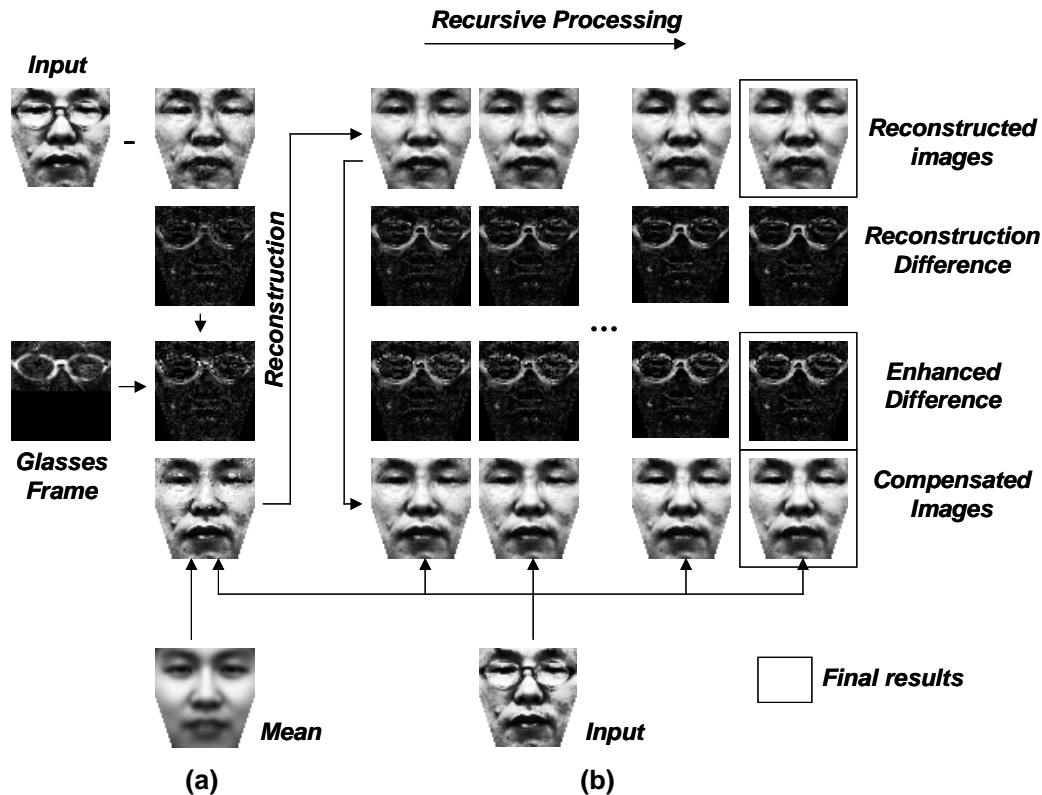 Recursive Processing
Input
-
Reconstructed
images
Reconstruction
Reconstruction
Difference
...
Enhanced
Difference
Glasses
Frame
Compensated
Images
Final results
Mean
Input
(a)
(b)